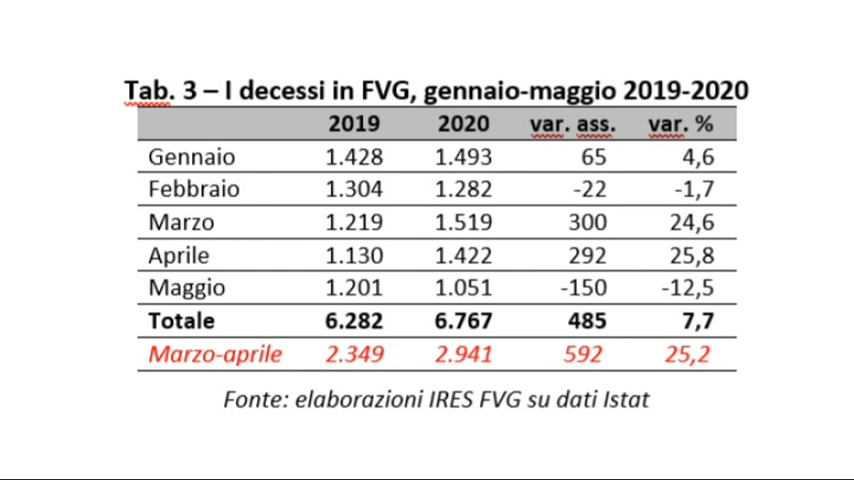 Tab. 3 – I decessi in FVG, gennaio-maggio 2019-2020
2019 2020 var. ass. var. %
Gennaio 1.428 1.493 65 4,6
Febbraio 1.304 1.282 -22 -1,7
Marzo 1.219 1.519 300 24,6
Aprile 1.130 1.422 292 25,8
Maggio 1.201 1.051 -150 -12,5
Totale 6.282 6.767 485 7,7
Marzo-aprile 2.349 2.941 592 25,2
Fonte: elaborazioni IRES FVG su dati Istat